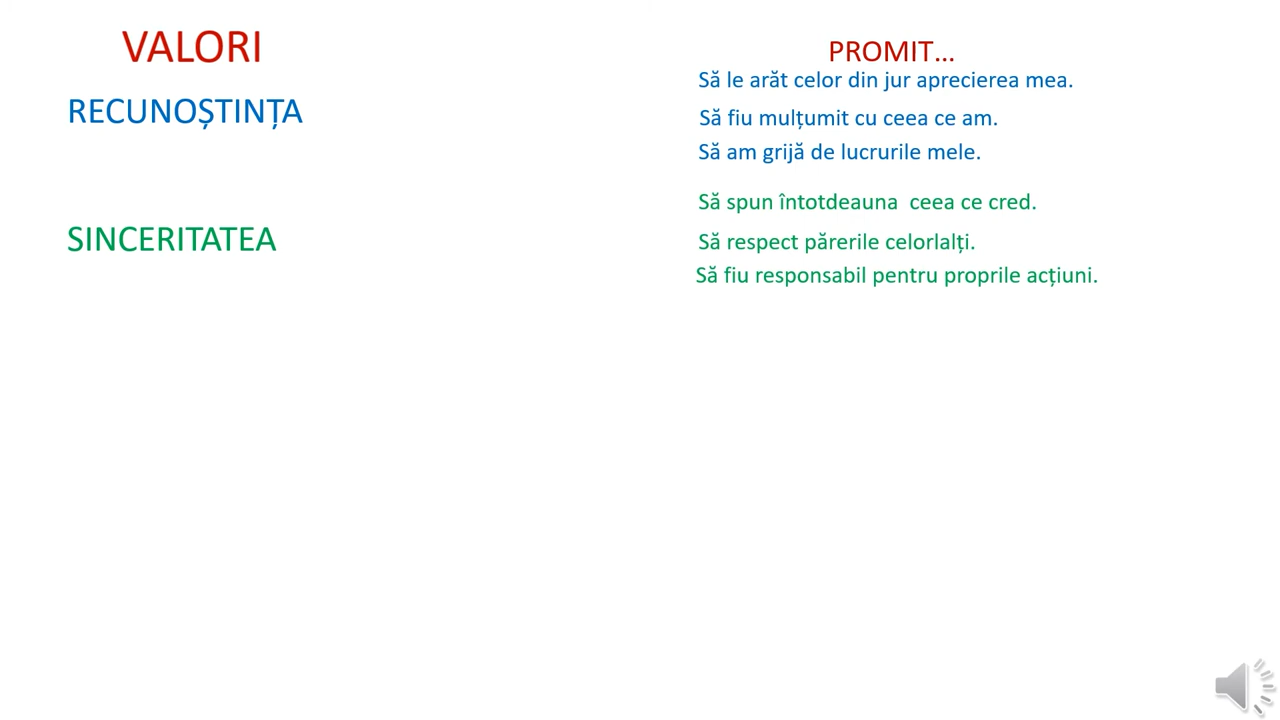 VALORI
PROMIT...
Să le arăt celor din jur aprecierea mea.
RECUNOȘTINȚA
Să fiu mulțumit cu ceea ce am.
Să am grijă de lucrurile mele.
Să spun întotdeauna ceea ce cred.
SINCERITATEA
Să respect părerile celorlalți.
Să fiu responsabil pentru proprile acțiuni.